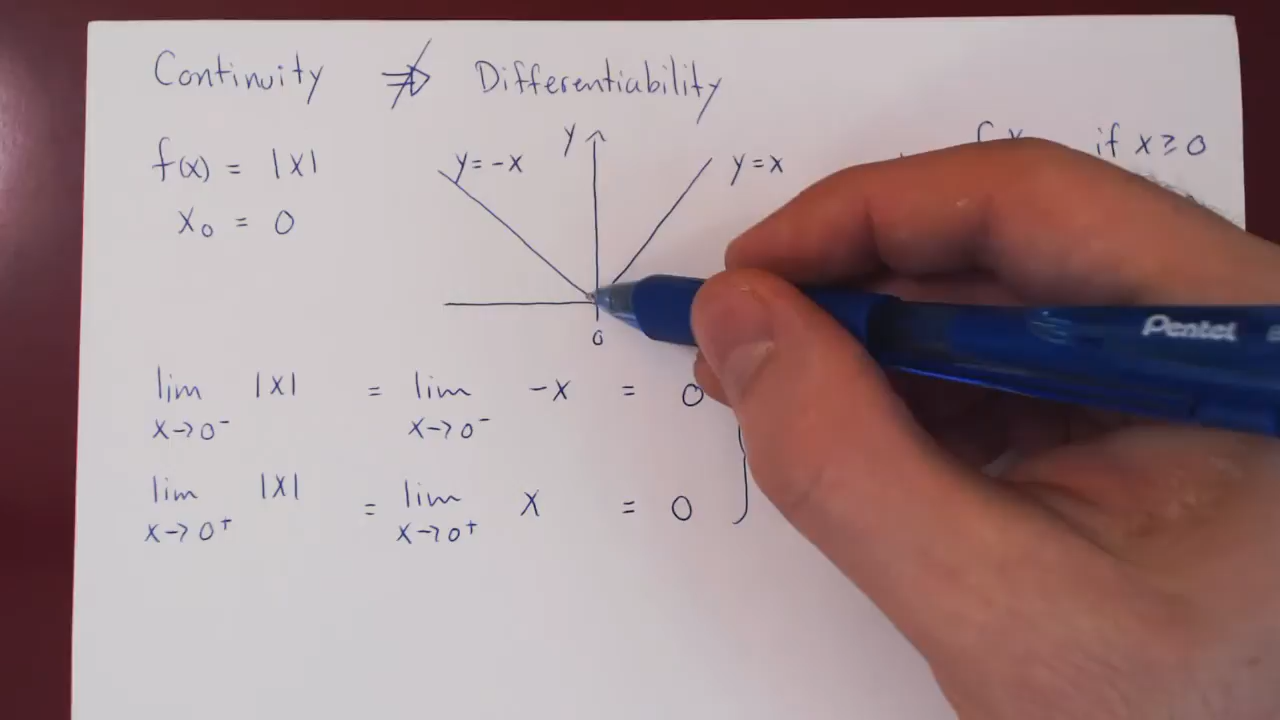 Continuity ⇏ Differentiability
f(x) = |x|
x₀ = 0
y
y=-x
y=x
if x≥0
0
lim |x| = lim -x = 0
x→0⁻ x→0⁻
lim |x| = lim x = 0
x→0⁺ x→0⁺
Pentel